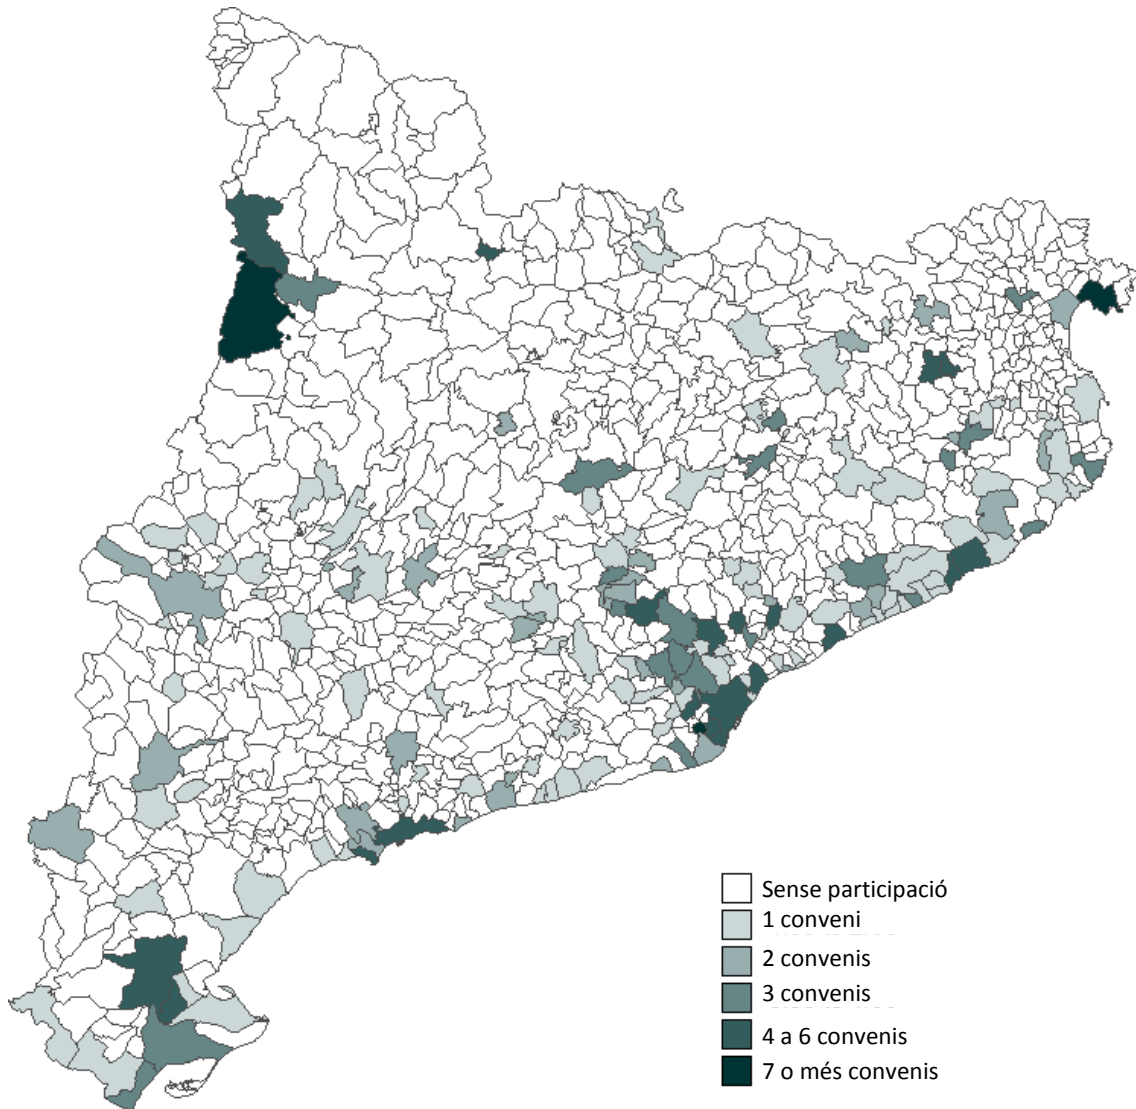 Sense participació
1 conveni
2 convenis
3 convenis
4 a 6 convenis
7 o més convenis